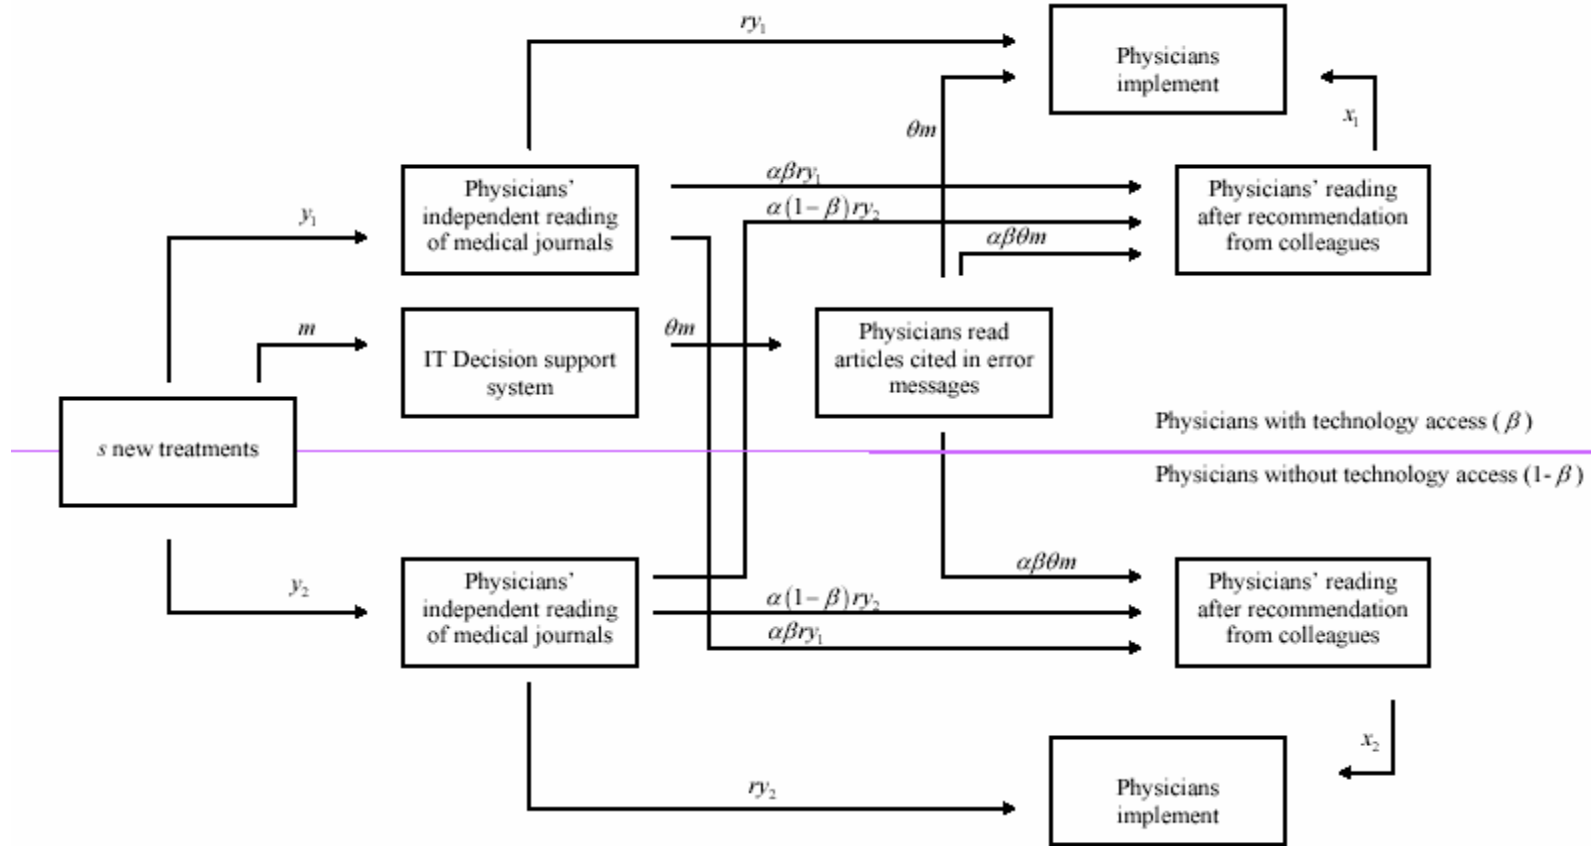 ry₁
Physicians
implement
θm
x₁
Physicians’
independent reading
of medical journals
αβry₁
α(1−β)ry₂
αβθm
Physicians’ reading
after recommendation
from colleagues
y₁
m
IT Decision support
system
θm
Physicians read
articles cited in error
messages
s new treatments
Physicians with technology access ( β )
Physicians without technology access (1- β )
y₂
Physicians’
independent reading
of medical journals
αβθm
α(1−β)ry₂
αβry₁
Physicians’ reading
after recommendation
from colleagues
x₂
ry₂
Physicians
implement